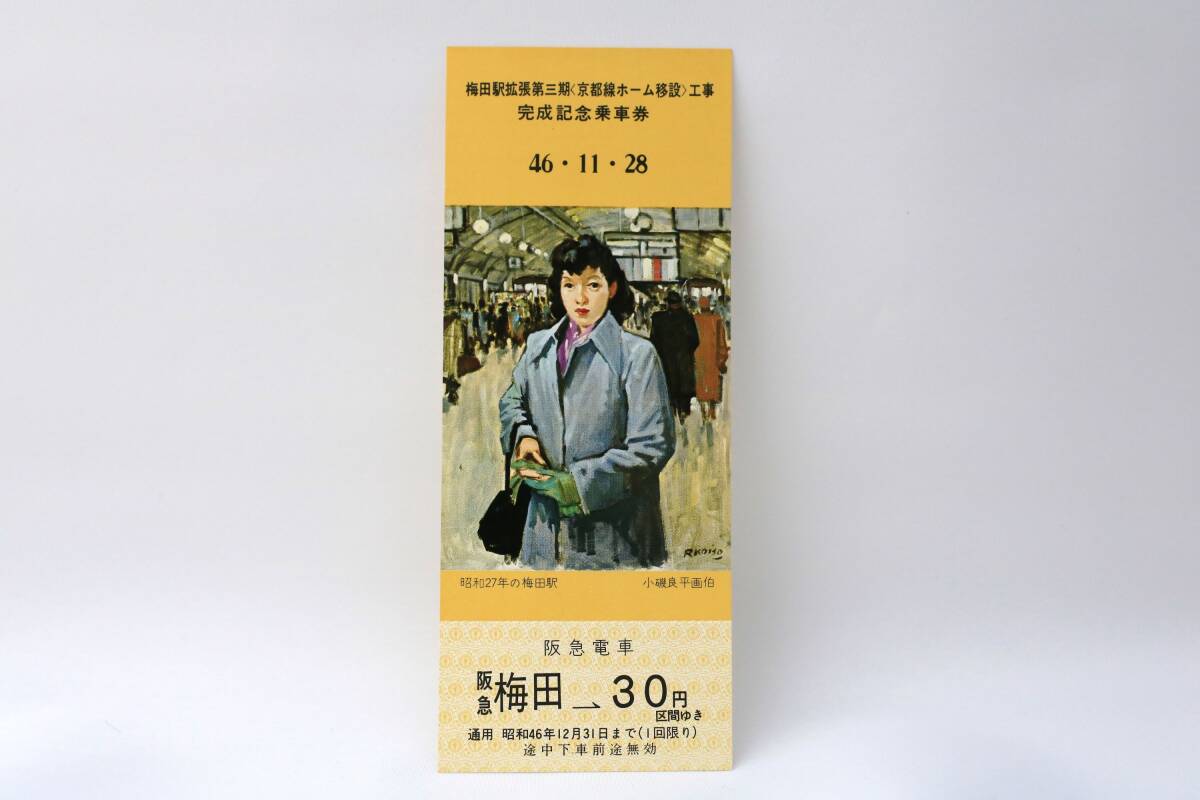 梅田駅拡張第三期〈京都線ホーム移設〉工事
完成記念乗車券
46・11・28
R Koiso
昭和27年の梅田駅 小磯良平画伯
阪急電車
阪急梅田→30円
区間ゆき
通用 昭和46年12月31日まで(1回限り)
途中下車前途無効